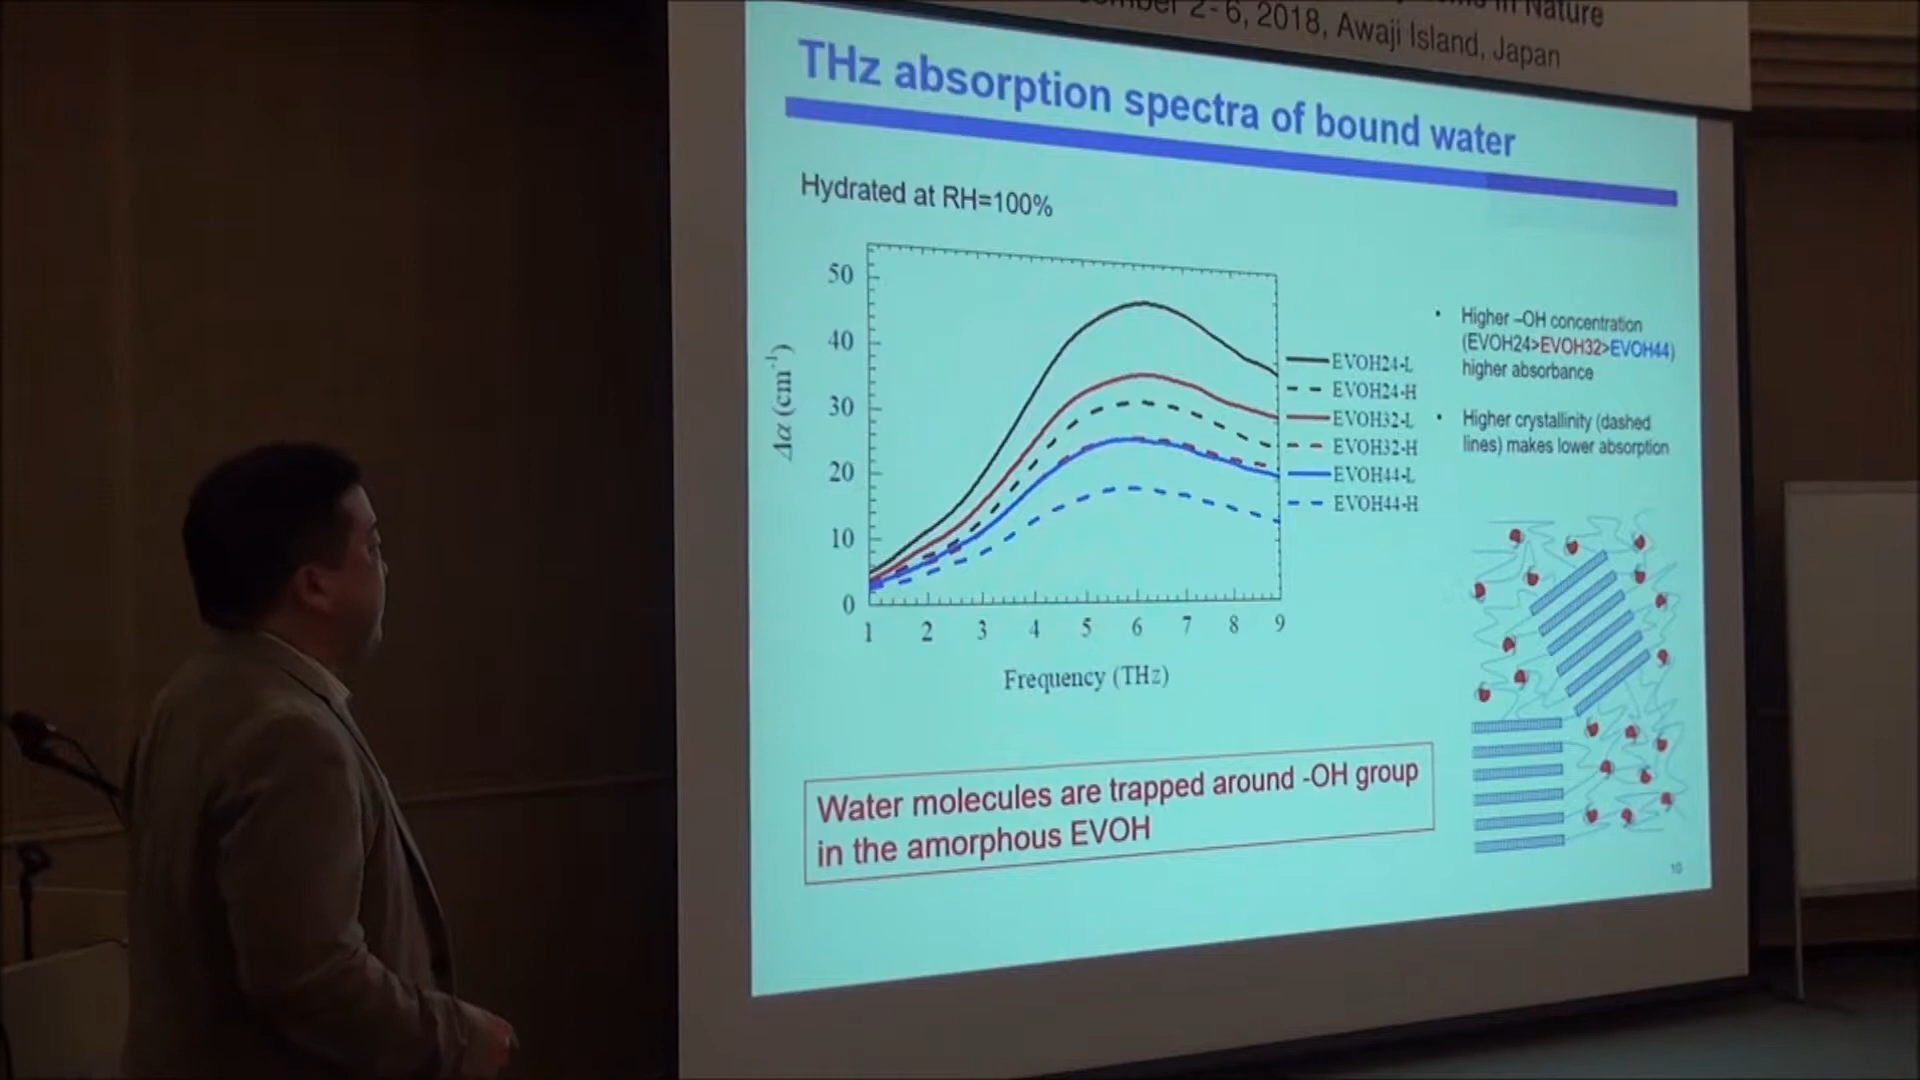 in Nature
2-6, 2018, Awaji Island, Japan
THz absorption spectra of bound water
Hydrated at RH=100%
50
40
30
20
10
0
Δα (cm⁻¹)
1 2 3 4 5 6 7 8 9
Frequency (THz)
EVOH24-L
EVOH24-H
EVOH32-L
EVOH32-H
EVOH44-L
EVOH44-H
• Higher –OH concentration
(EVOH24>EVOH32>EVOH44)
higher absorbance
• Higher crystallinity (dashed
lines) makes lower absorption
Water molecules are trapped around -OH group
in the amorphous EVOH